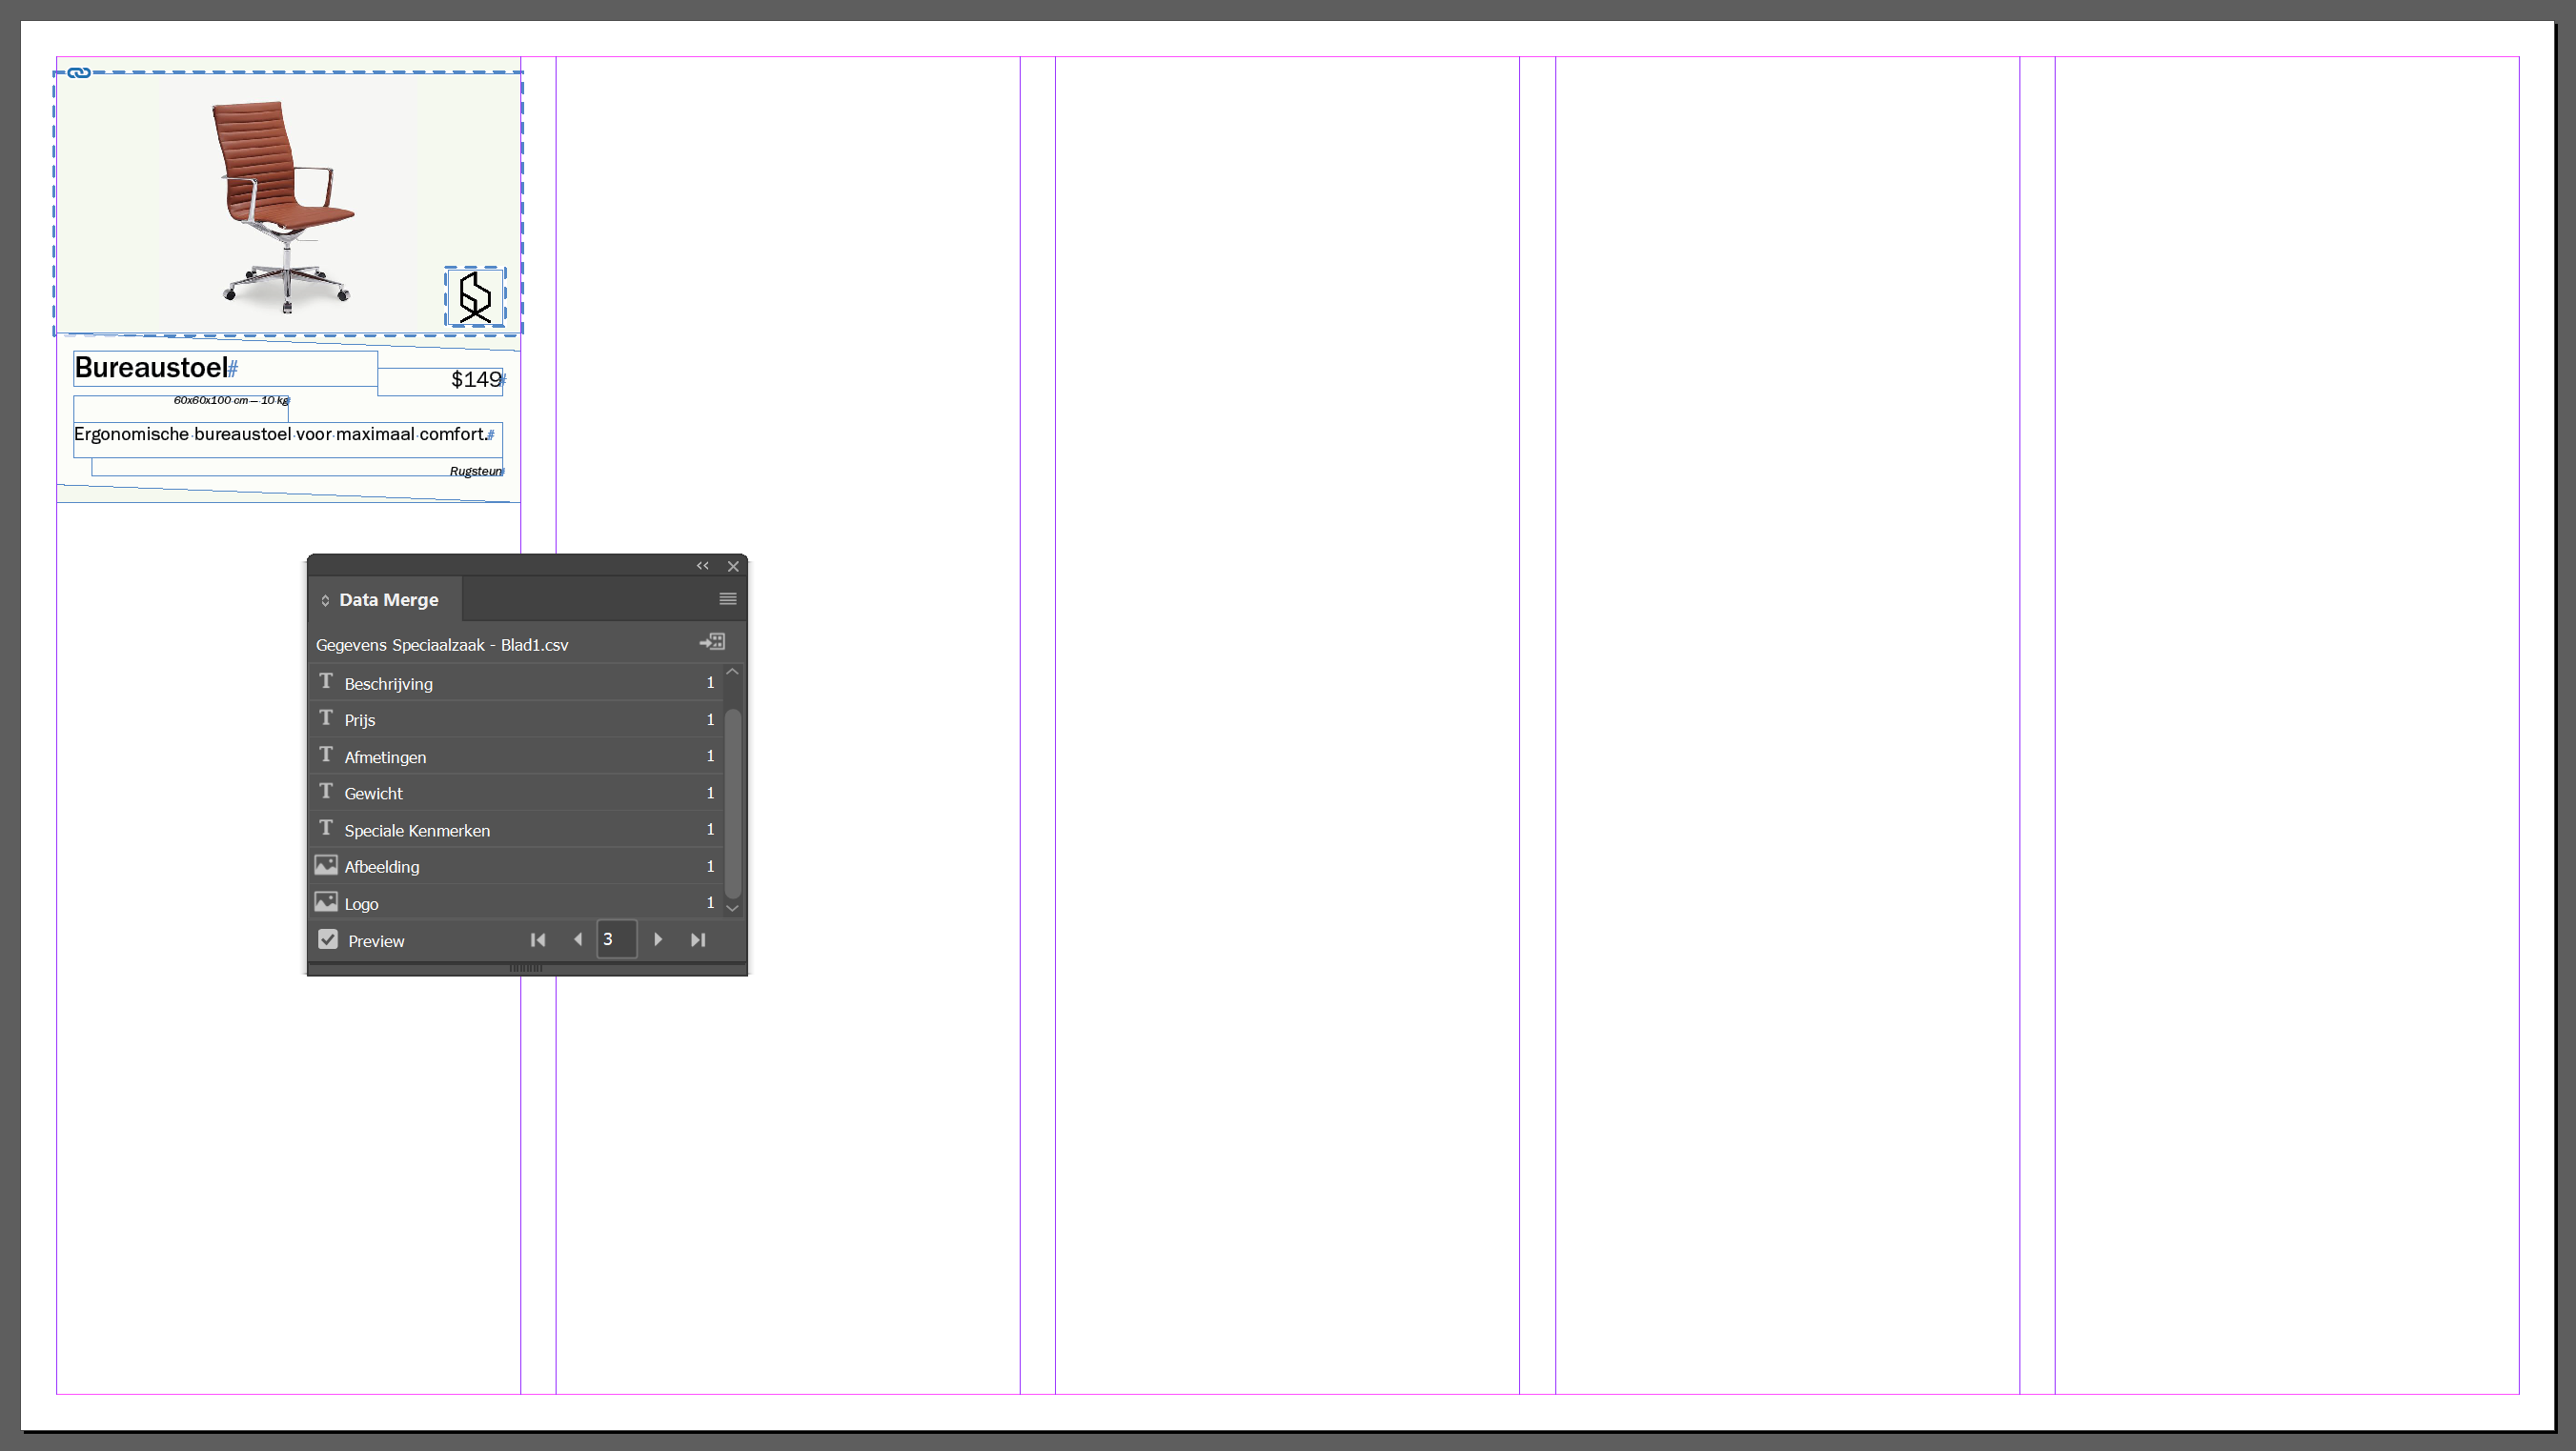 Bureaustoel#
$149#
60x60x100 cm — 10 kg#
Ergonomische bureaustoel voor maximaal comfort.#
Rugsteun#
Data Merge
Gegevens Speciaalzaak - Blad1.csv
Beschrijving 1
Prijs 1
Afmetingen 1
Gewicht 1
Speciale Kenmerken 1
Afbeelding 1
Logo 1
Preview 3